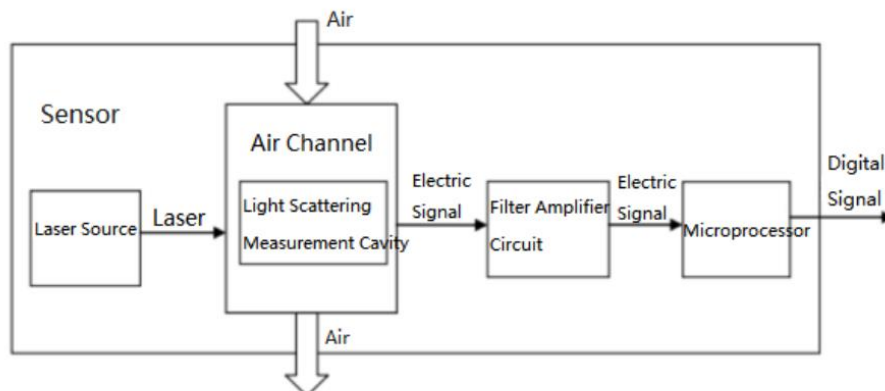 Air
Sensor
Air Channel
Laser Source
Laser
Light Scattering
Measurement Cavity
Electric
Signal
Filter Amplifier
Circuit
Electric
Signal
Microprocessor
Digital
Signal
Air